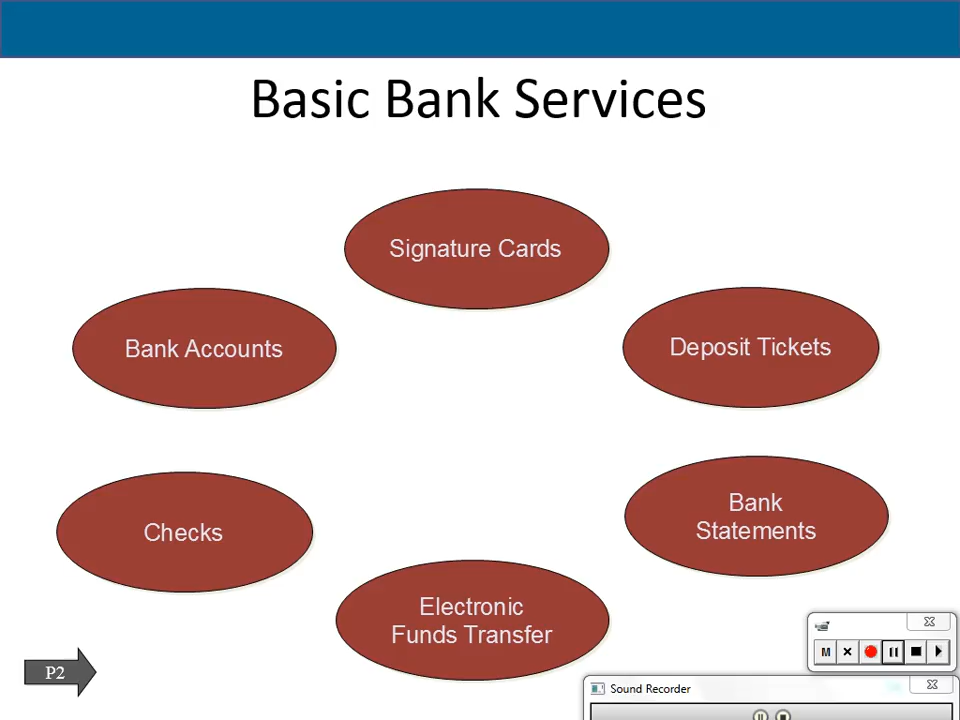 Basic Bank Services
Signature Cards
Bank Accounts
Deposit Tickets
Checks
Bank
Statements
Electronic
Funds Transfer
P2
M
Sound Recorder